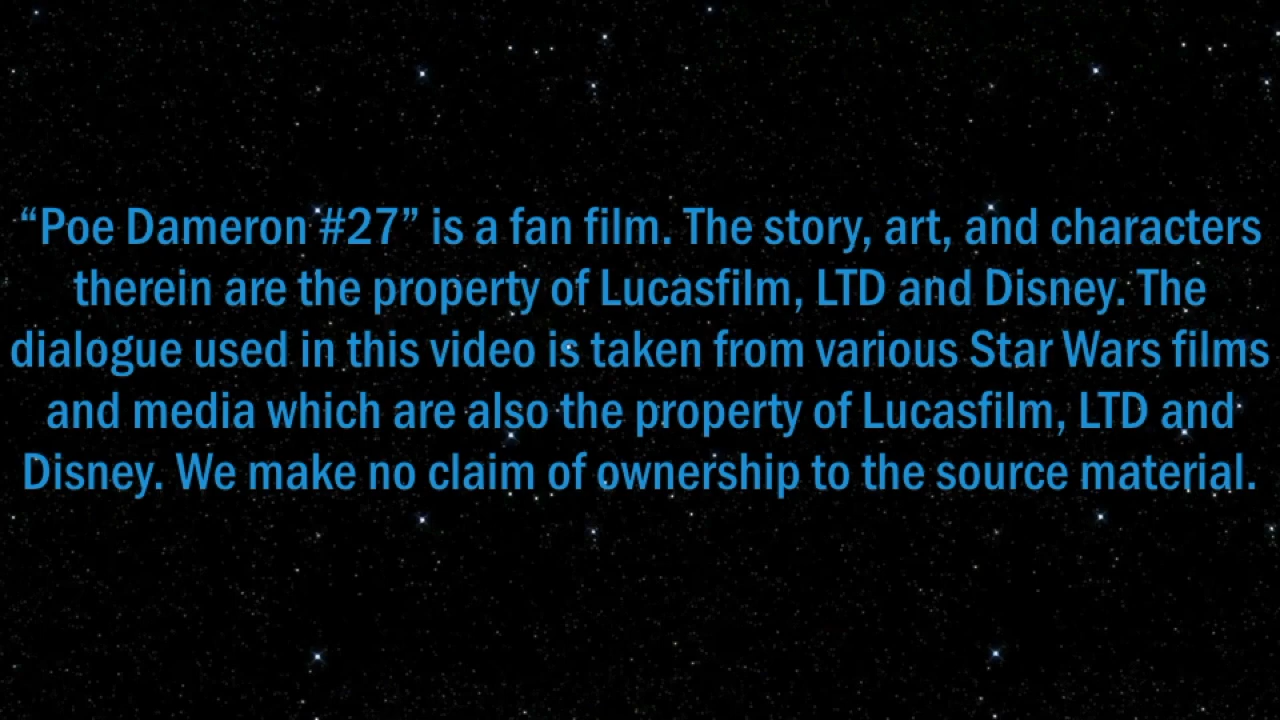 “Poe Dameron #27” is a fan film. The story, art, and characters
therein are the property of Lucasfilm, LTD and Disney. The
dialogue used in this video is taken from various Star Wars films
and media which are also the property of Lucasfilm, LTD and
Disney. We make no claim of ownership to the source material.